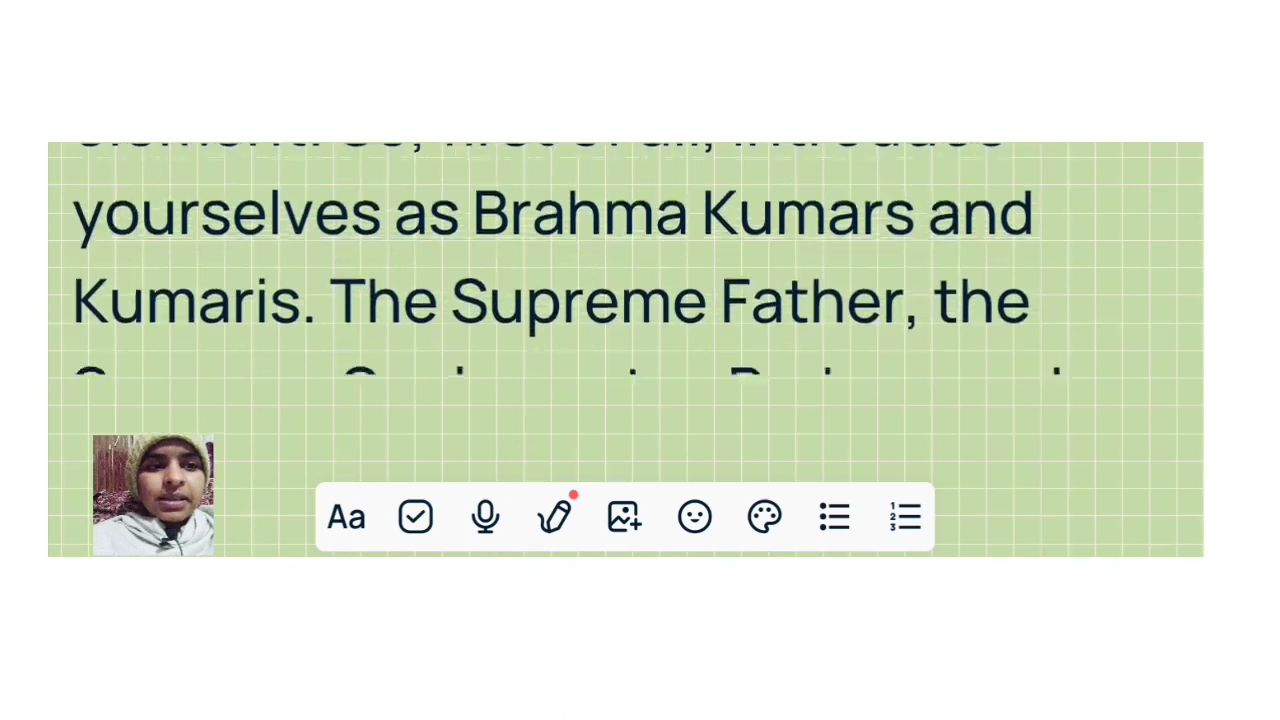 yourselves as Brahma Kumars and
Kumaris. The Supreme Father, the
Aa